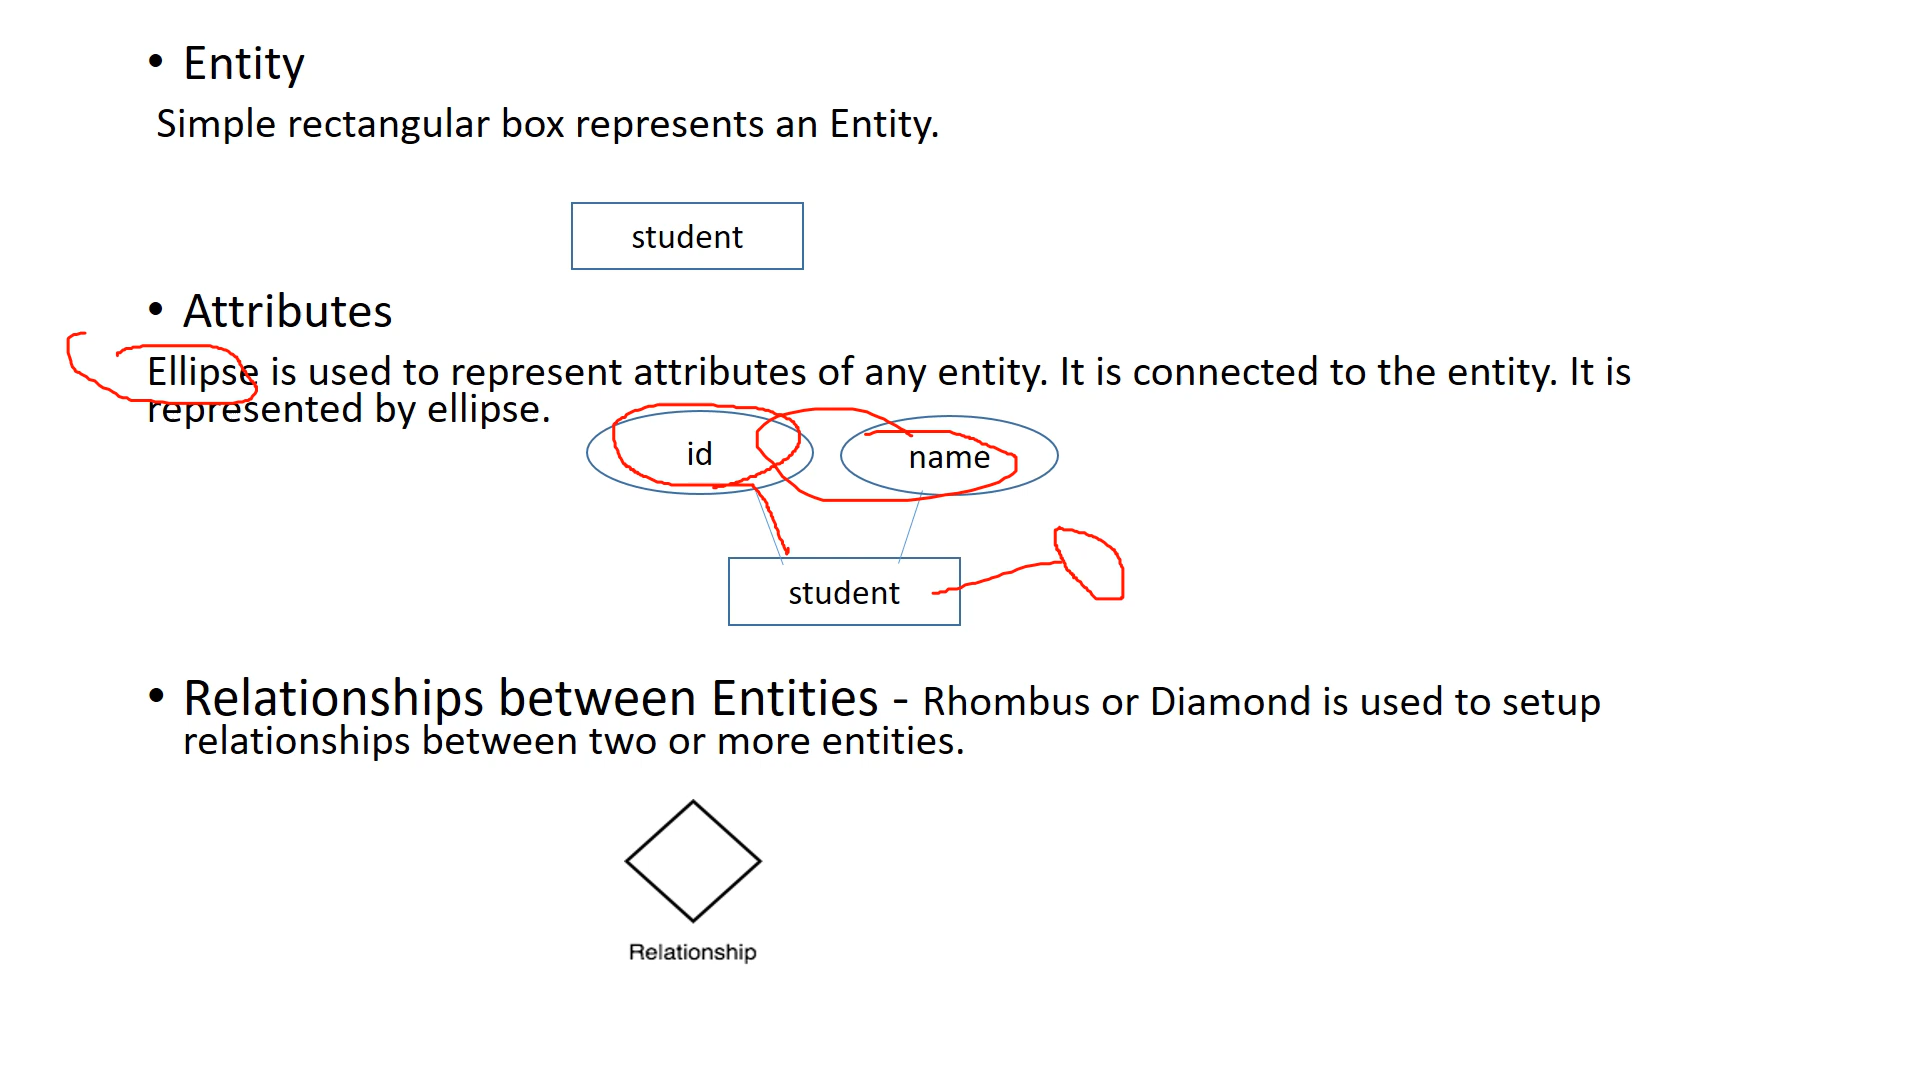 • Entity
Simple rectangular box represents an Entity.
student
• Attributes
Ellipse is used to represent attributes of any entity. It is connected to the entity. It is
represented by ellipse.
id
name
student
• Relationships between Entities - Rhombus or Diamond is used to setup
relationships between two or more entities.
Relationship